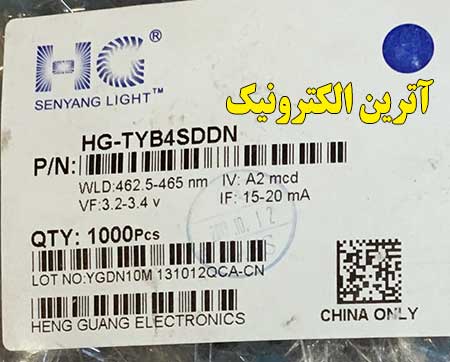 HG®
SENYANG LIGHT™
آترین الکترونیک
HG-TYB4SDDN
P/N:
WLD:462.5-465 nm IV: A2 mcd
VF:3.2-3.4 v IF: 15-20 mA
QTY: 1000Pcs
LOT NO:YGDN10M 131012QCA-CN
HENG GUANG ELECTRONICS
CHINA ONLY